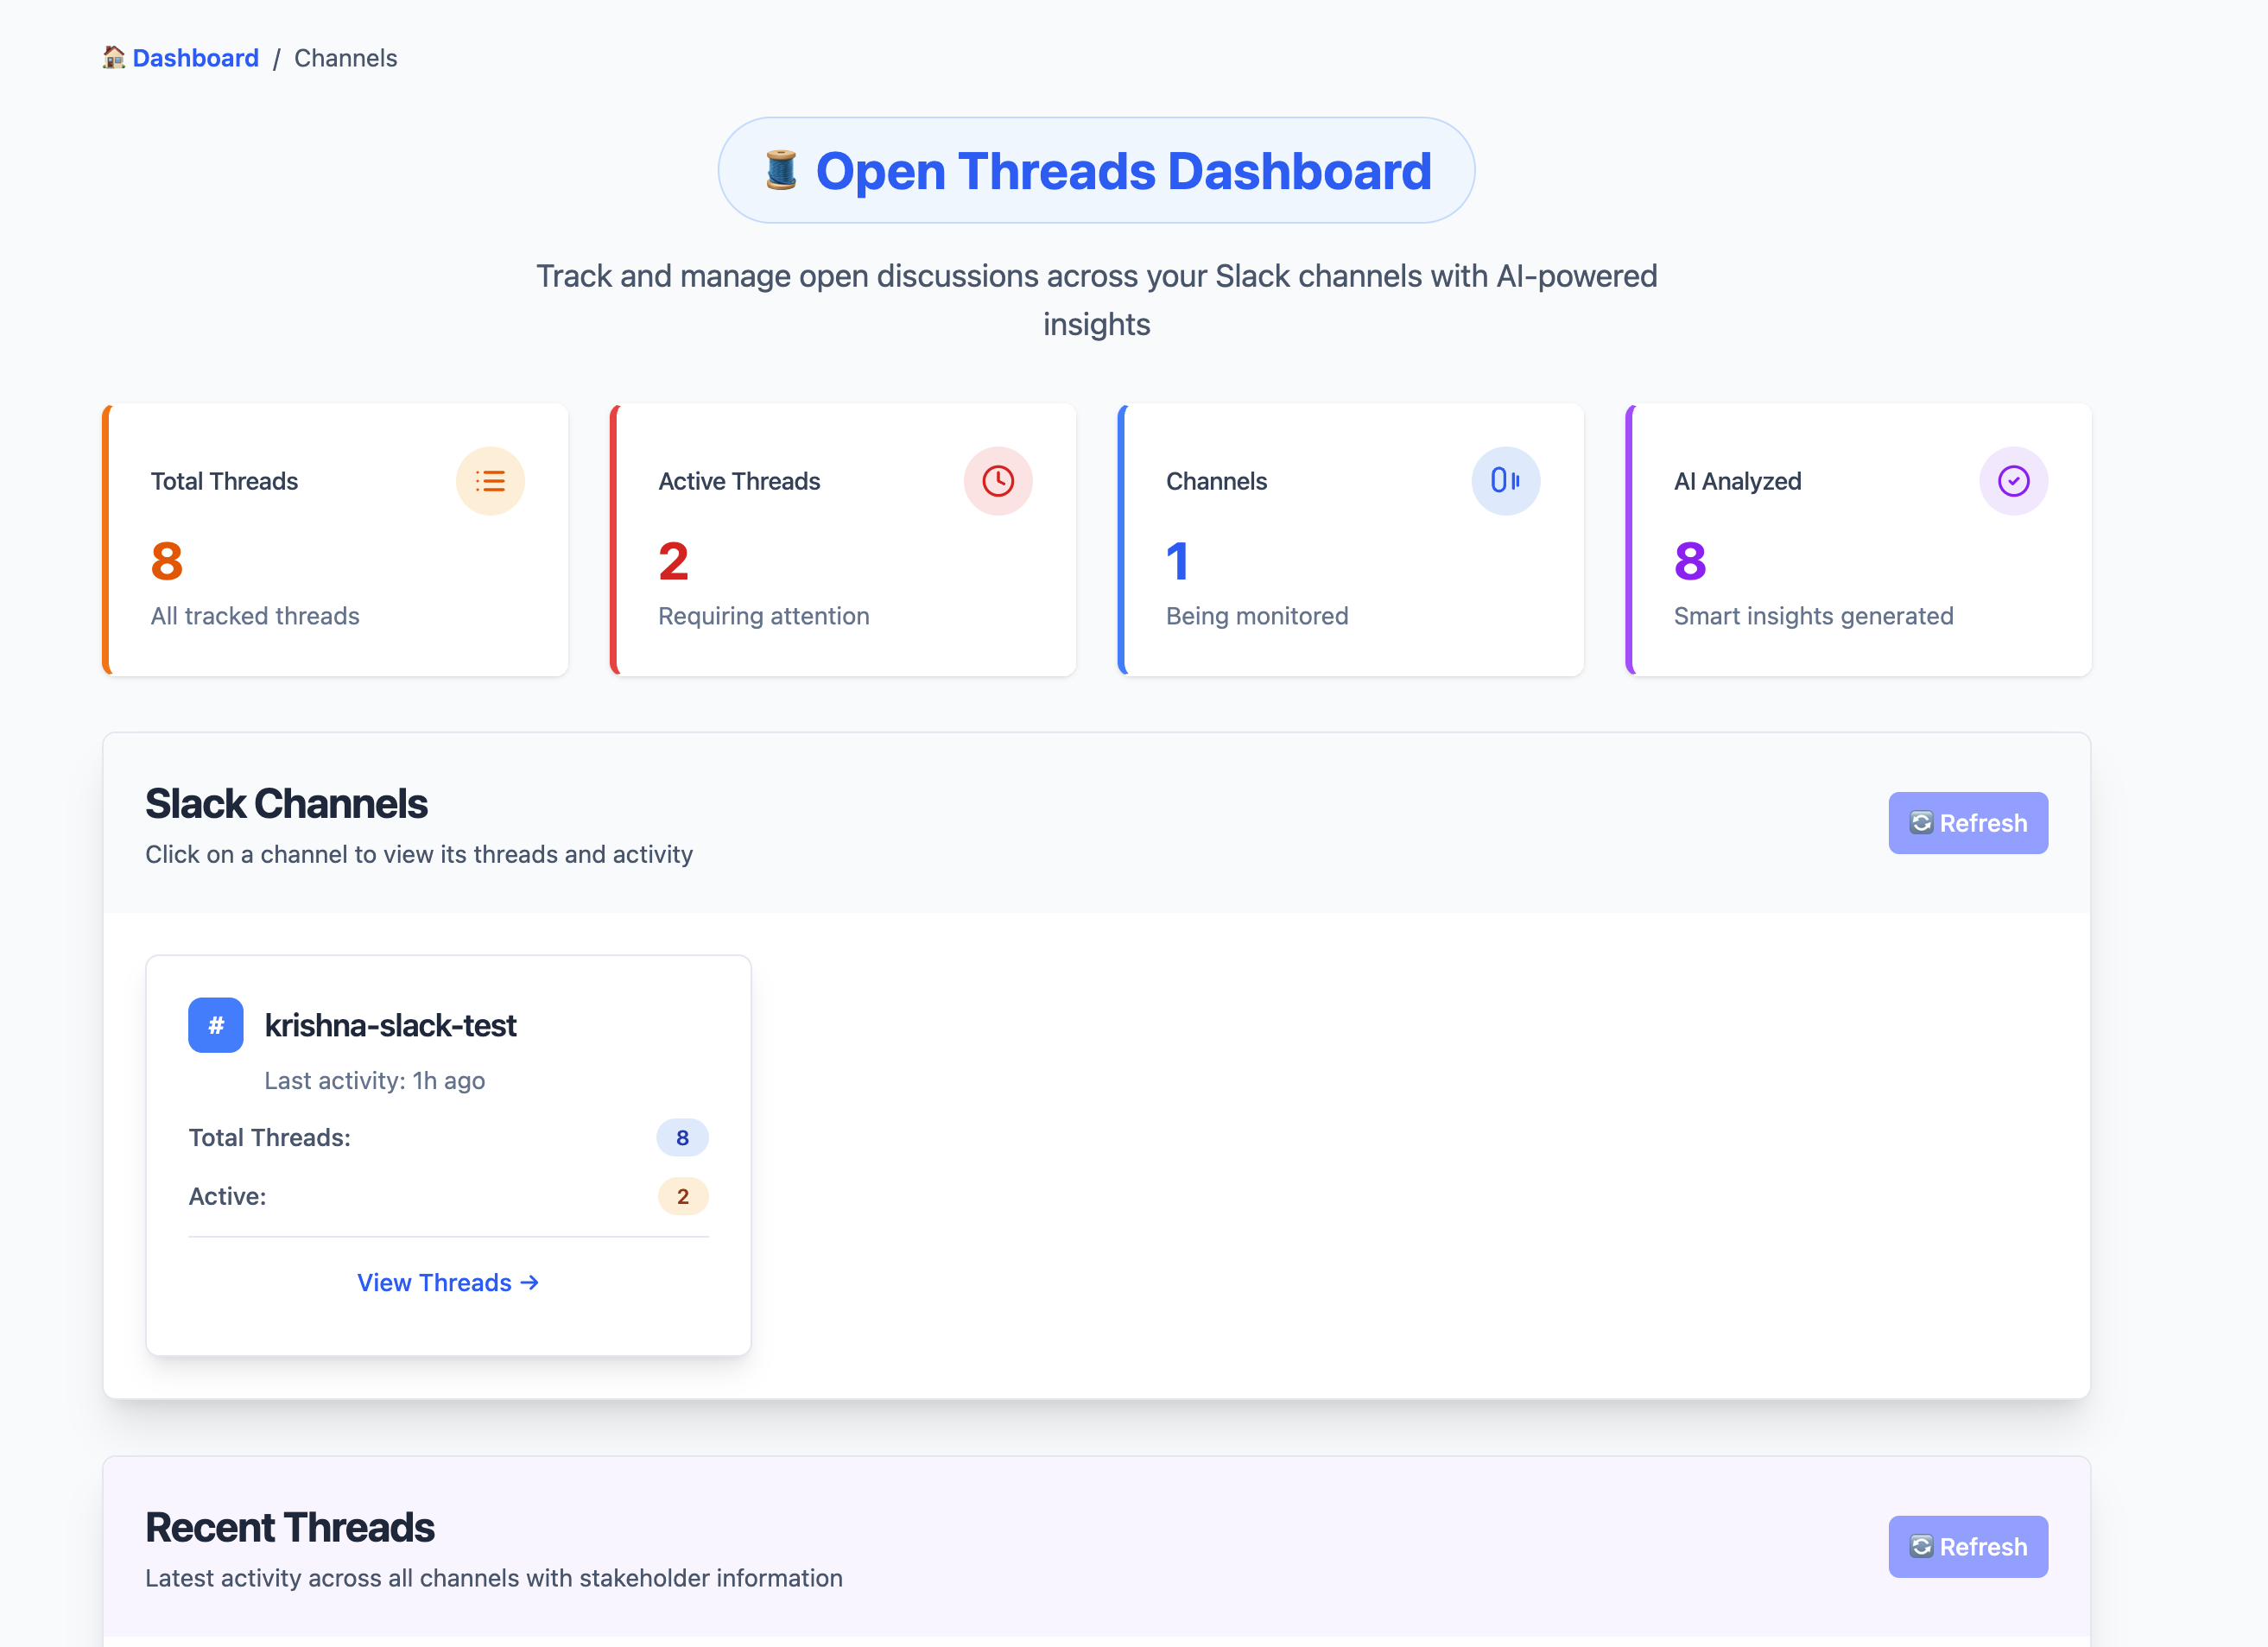 🏠 Dashboard / Channels
🧵 Open Threads Dashboard
Track and manage open discussions across your Slack channels with AI-powered
insights
Total Threads
8
All tracked threads
Active Threads
2
Requiring attention
Channels
1
Being monitored
AI Analyzed
8
Smart insights generated
Slack Channels
Click on a channel to view its threads and activity
🔄 Refresh
# krishna-slack-test
Last activity: 1h ago
Total Threads: 8
Active: 2
View Threads →
Recent Threads
Latest activity across all channels with stakeholder information
🔄 Refresh